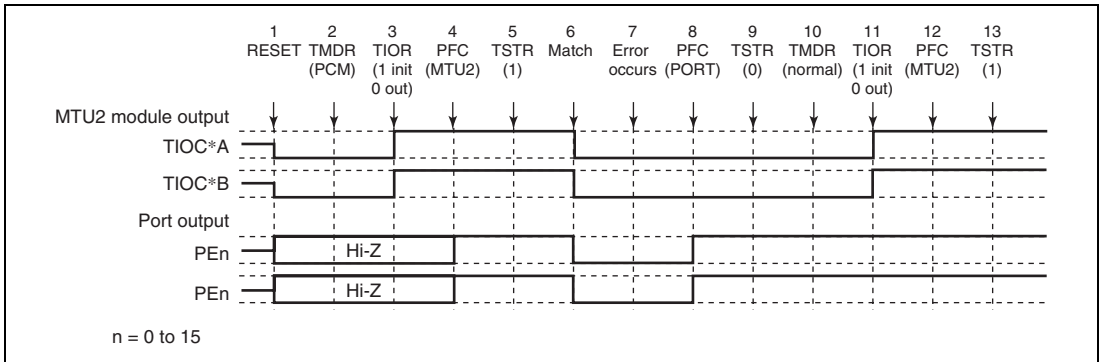 1 2 3 4 5 6 7 8 9 10 11 12 13
RESET TMDR TIOR PFC TSTR Match Error PFC TSTR TMDR TIOR PFC TSTR
(PCM) (1 init (MTU2) (1) occurs (PORT) (0) (normal) (1 init (MTU2) (1)
0 out) 0 out)
MTU2 module output
TIOC*A
TIOC*B
Port output
PEn Hi-Z
PEn Hi-Z
n = 0 to 15